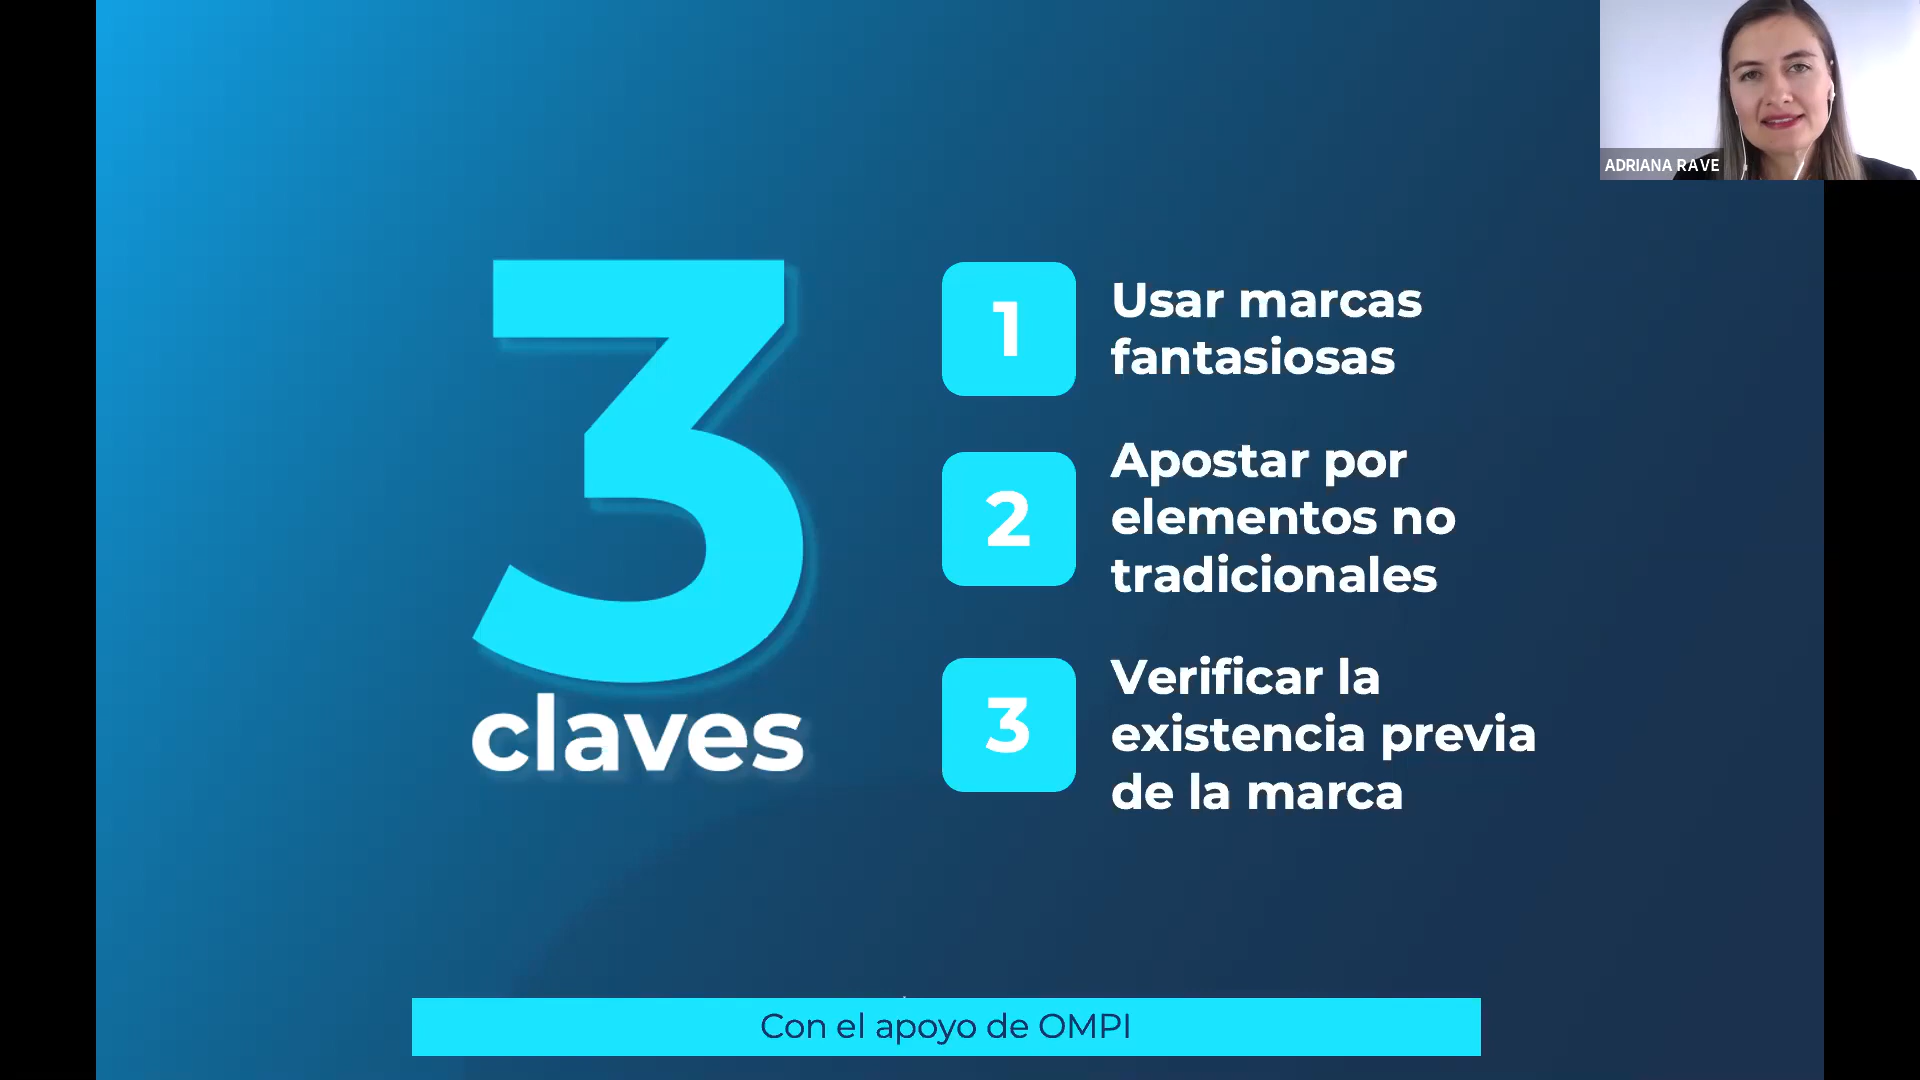 ADRIANA RAVE
3
claves
1
Usar marcas
fantasiosas
2
Apostar por
elementos no
tradicionales
3
Verificar la
existencia previa
de la marca
Con el apoyo de OMPI